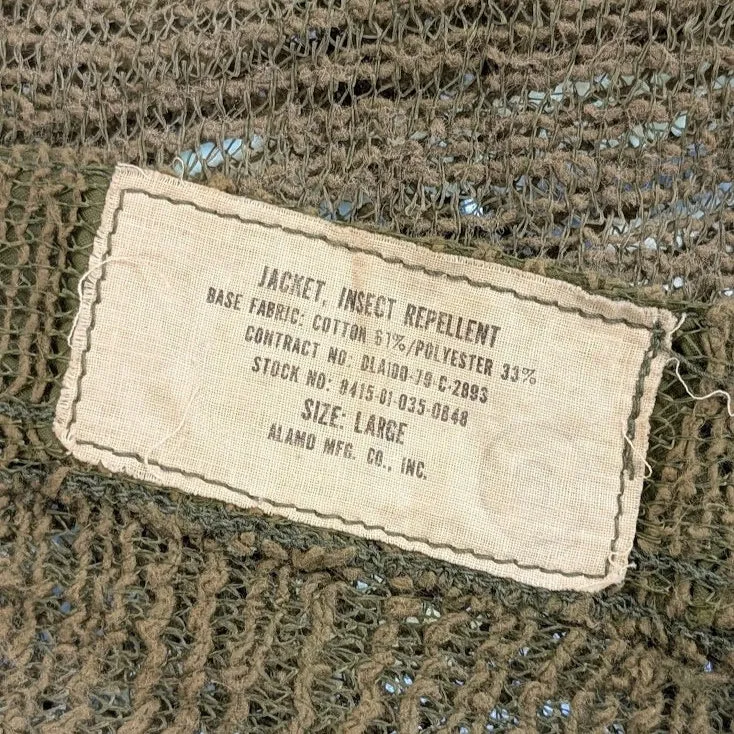 JACKET, INSECT REPELLENT
BASE FABRIC: COTTON 61%/POLYESTER 33%
CONTRACT NO: DLA100-79-C-2893
STOCK NO: 8415-01-035-0848
SIZE: LARGE
ALAMO MFG. CO., INC.